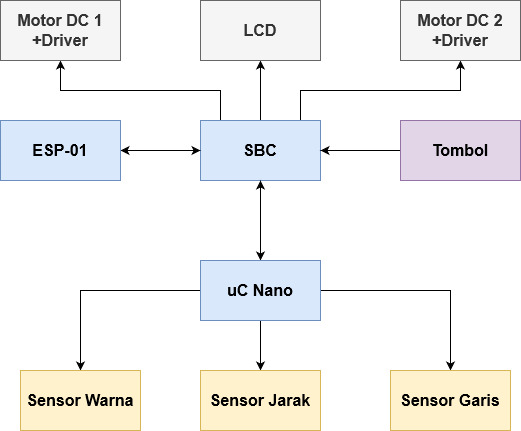 Motor DC 1
+Driver
LCD
Motor DC 2
+Driver
ESP-01
SBC
Tombol
uC Nano
Sensor Warna
Sensor Jarak
Sensor Garis